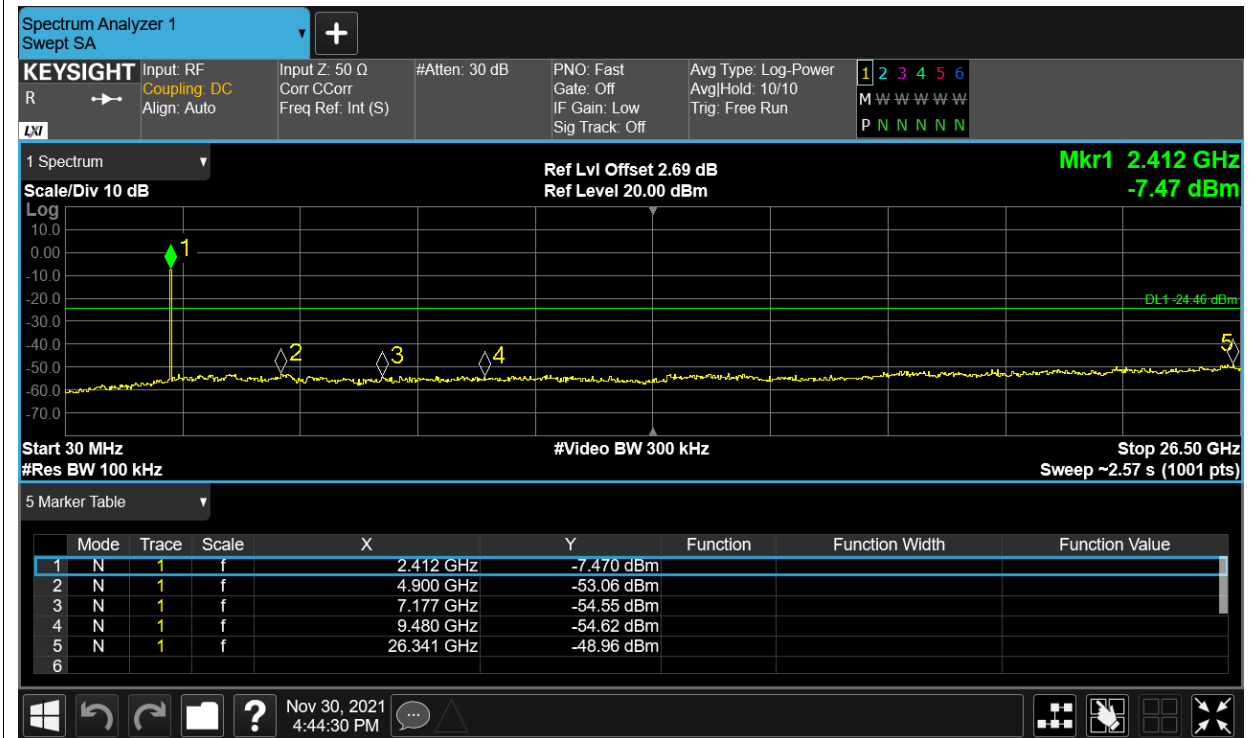 Spectrum Analyzer 1
Swept SA
+
KEYSIGHT
R
LXI
Input: RF
Coupling: DC
Align: Auto
Input Z: 50 Ω
Corr CCorr
Freq Ref: Int (S)
#Atten: 30 dB
PNO: Fast
Gate: Off
IF Gain: Low
Sig Track: Off
Avg Type: Log-Power
Avg|Hold: 10/10
Trig: Free Run
1 2 3 4 5 6
M W W W W W
P N N N N N
1 Spectrum
Scale/Div 10 dB
Ref Lvl Offset 2.69 dB
Ref Level 20.00 dBm
Mkr1 2.412 GHz
-7.47 dBm
Log
10.0
0.00
-10.0
-20.0
-30.0
-40.0
-50.0
-60.0
-70.0
1
2
3
4
5
DL1 -24.46 dBm
Start 30 MHz
#Video BW 300 kHz
Stop 26.50 GHz
#Res BW 100 kHz
Sweep ~2.57 s (1001 pts)
5 Marker Table
Mode Trace Scale X Y Function Function Width Function Value
1 N 1 f 2.412 GHz -7.470 dBm
2 N 1 f 4.900 GHz -53.06 dBm
3 N 1 f 7.177 GHz -54.55 dBm
4 N 1 f 9.480 GHz -54.62 dBm
5 N 1 f 26.341 GHz -48.96 dBm
6
?
Nov 30, 2021
4:44:30 PM